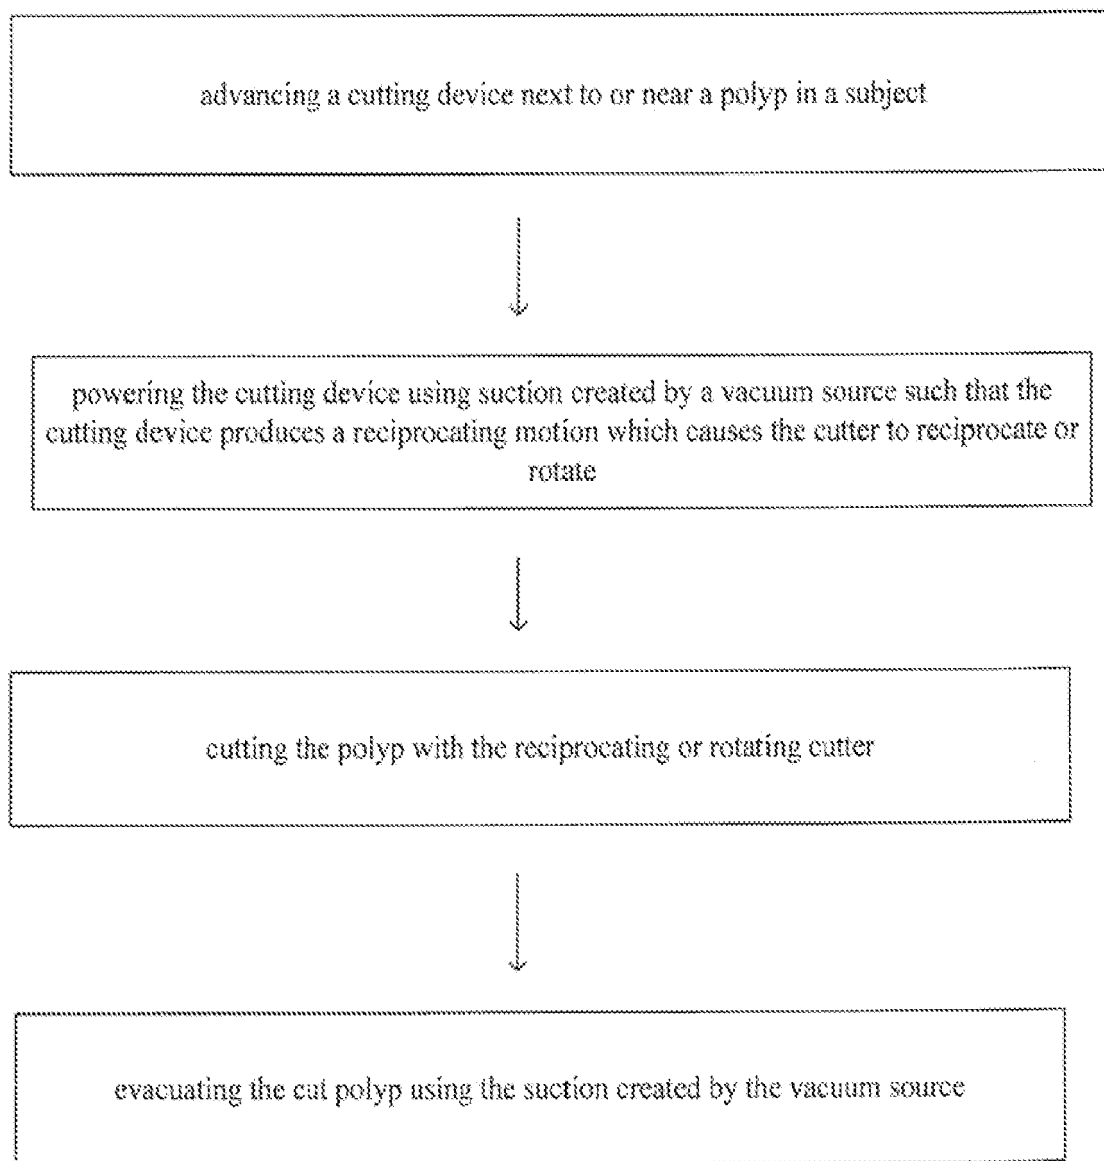 advancing a cutting device next to or near a polyp in a subject
powering the cutting device using suction created by a vacuum source such that the
cutting device produces a reciprocating motion which causes the cutter to reciprocate or
rotate
cutting the polyp with the reciprocating or rotating cutter
evacuating the cut polyp using the suction created by the vacuum source